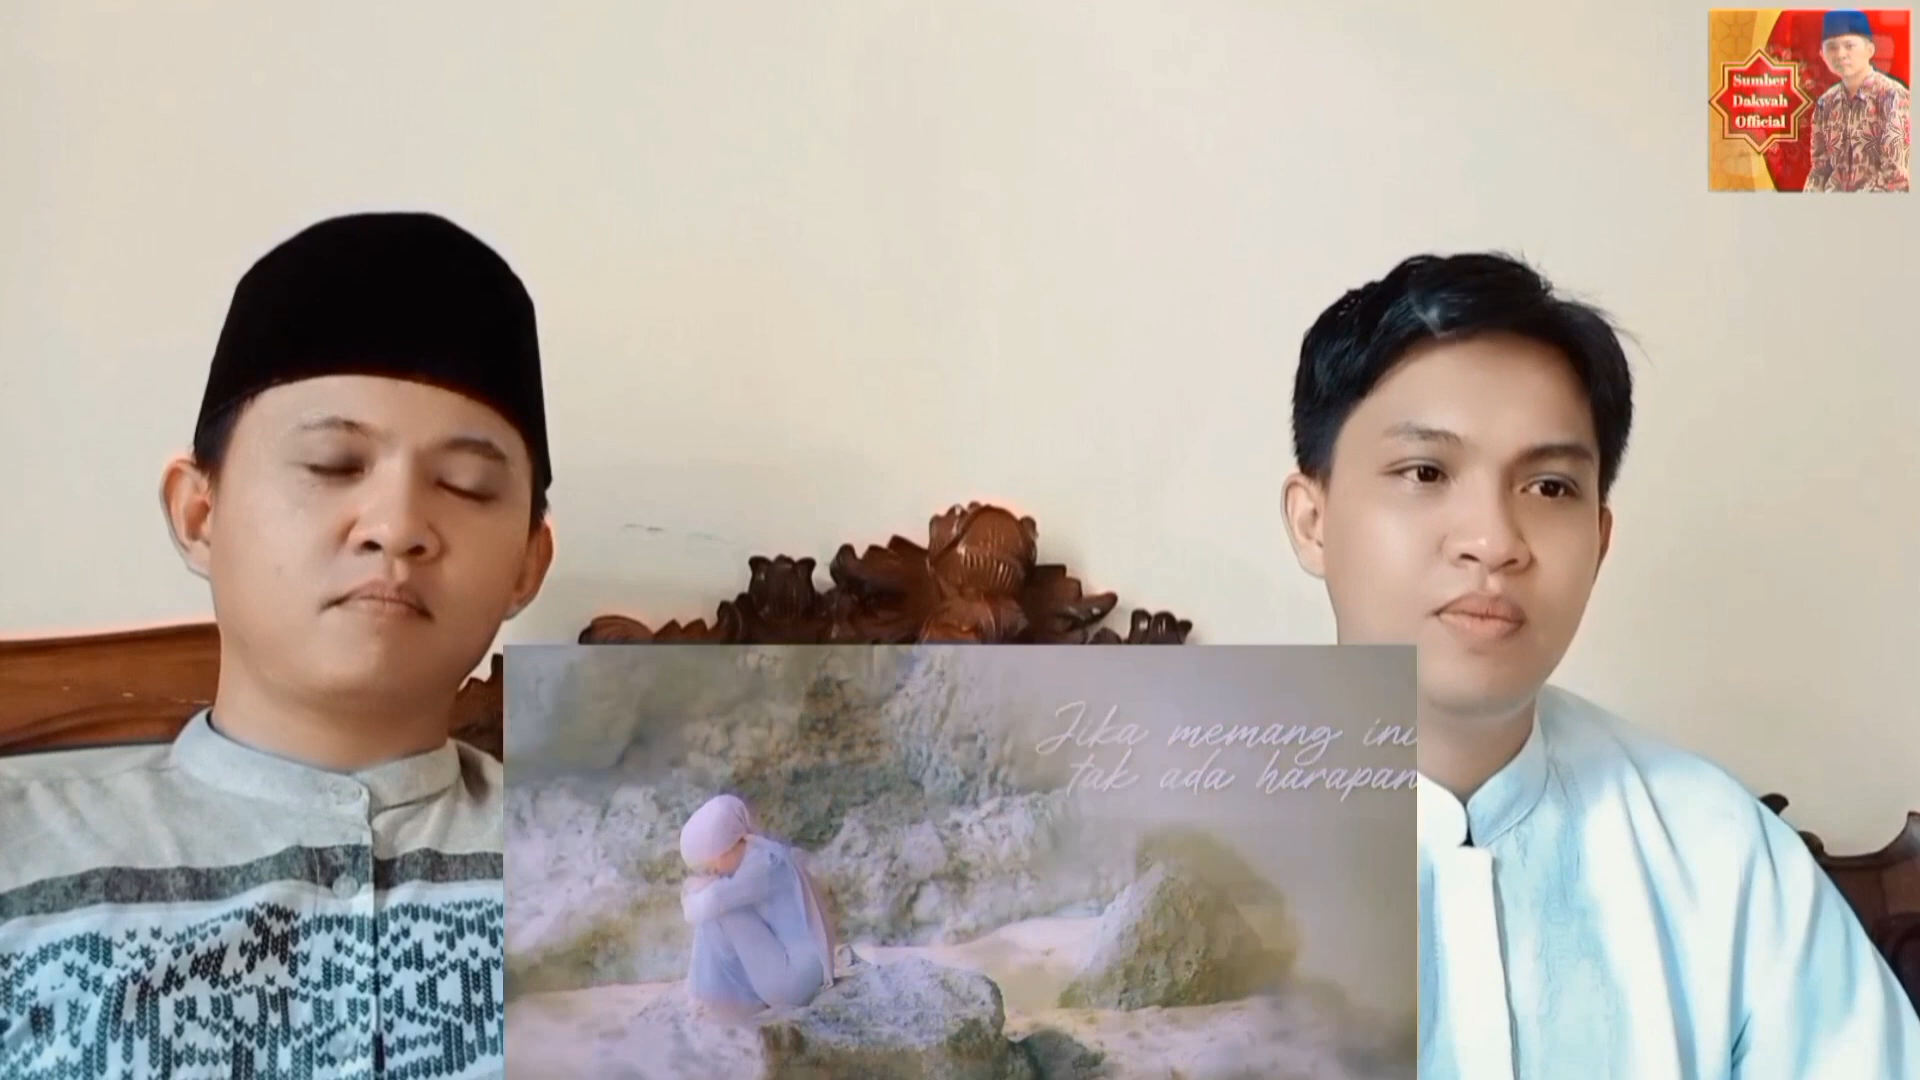 Sumber
Dakwah
Official
Jika memang ini
tak ada harapan